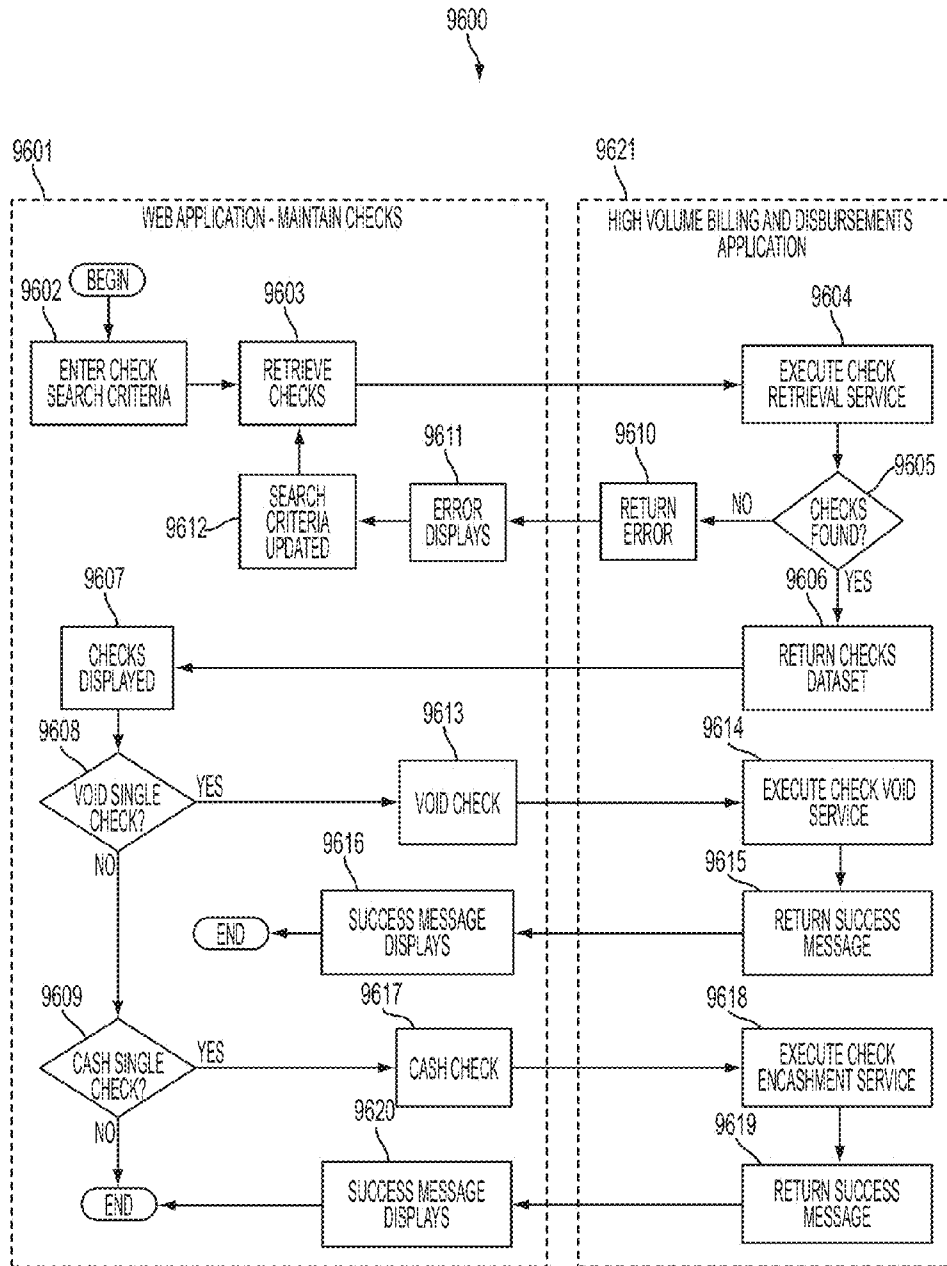 9600
9601
9621
WEB APPLICATION - MAINTAIN CHECKS
HIGH VOLUME BILLING AND DISBURSEMENTS
APPLICATION
BEGIN
9602
9603
9604
ENTER CHECK
SEARCH CRITERIA
RETRIEVE
CHECKS
EXECUTE CHECK
RETRIEVAL SERVICE
9605
9610
9611
CHECKS
FOUND?
NO
YES
RETURN
ERROR
ERROR
DISPLAYS
SEARCH
CRITERIA
UPDATED
9612
9606
9607
CHECKS
DISPLAYED
RETURN CHECKS
DATASET
9608
9613
9614
VOID SINGLE
CHECK?
YES
NO
VOID CHECK
EXECUTE CHECK VOID
SERVICE
9616
9615
END
SUCCESS MESSAGE
DISPLAYS
RETURN SUCCESS
MESSAGE
9609
9617
9618
CASH SINGLE
CHECK?
YES
NO
CASH CHECK
EXECUTE CHECK
ENCASHMENT SERVICE
9620
9619
END
SUCCESS MESSAGE
DISPLAYS
RETURN SUCCESS
MESSAGE